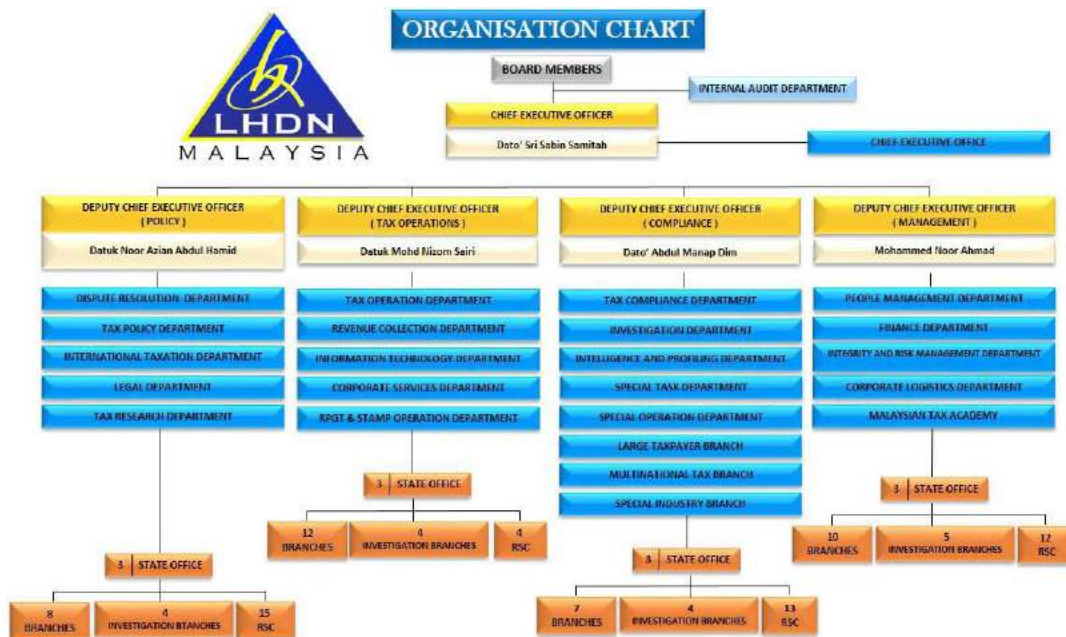 ORGANISATION CHART
LHDN
MALAYSIA
BOARD MEMBERS
INTERNAL AUDIT DEPARTMENT
CHIEF EXECUTIVE OFFICER
Dato' Sri Sabin Samitah
CHIEF EXECUTIVE OFFICE
DEPUTY CHIEF EXECUTIVE OFFICER
( POLICY )
Datuk Noor Azian Abdul Hamid
DISPUTE RESOLUTION DEPARTMENT
TAX POLICY DEPARTMENT
INTERNATIONAL TAXATION DEPARTMENT
LEGAL DEPARTMENT
TAX RESEARCH DEPARTMENT
3 STATE OFFICE
8
BRANCHES
4
INVESTIGATION BTANCHES
15
RSC
DEPUTY CHIEF EXECUTIVE OFFICER
( TAX OPERATIONS )
Datuk Mohd Nizom Sairi
TAX OPERATION DEPARTMENT
REVENUE COLLECTION DEPARTMENT
INFORMATION TECHNOLOGY DEPARTMENT
CORPORATE SERVICES DEPARTMENT
RPGT & STAMP OPERATION DEPARTMENT
3 STATE OFFICE
12
BRANCHES
4
INVESTIGATION BRANCHES
4
RSC
DEPUTY CHIEF EXECUTIVE OFFICER
( COMPLIANCE )
Dato' Abdul Manap Dim
TAX COMPLIANCE DEPARTMENT
INVESTIGATION DEPARTMENT
INTELLIGENCE AND PROFILING DEPARTMENT
SPECIAL TASK DEPARTMENT
SPECIAL OPERATION DEPARTMENT
LARGE TAXPAYER BRANCH
MULTINATIONAL TAX BRANCH
SPECIAL INDUSTRY BRANCH
3 STATE OFFICE
7
BRANCHES
4
INVESTIGATION BRANCHES
13
RSC
DEPUTY CHIEF EXECUTIVE OFFICER
( MANAGEMENT )
Mohammed Noor Ahmad
PEOPLE MANAGEMENT DEPARTMENT
FINANCE DEPARTMENT
INTEGRITY AND RISK MANAGEMENT DEPARTMENT
CORPORATE LOGISTICS DEPARTMENT
MALAYSIAN TAX ACADEMY
3 STATE OFFICE
10
BRANCHES
5
INVESTIGATION BRANCHES
12
RSC